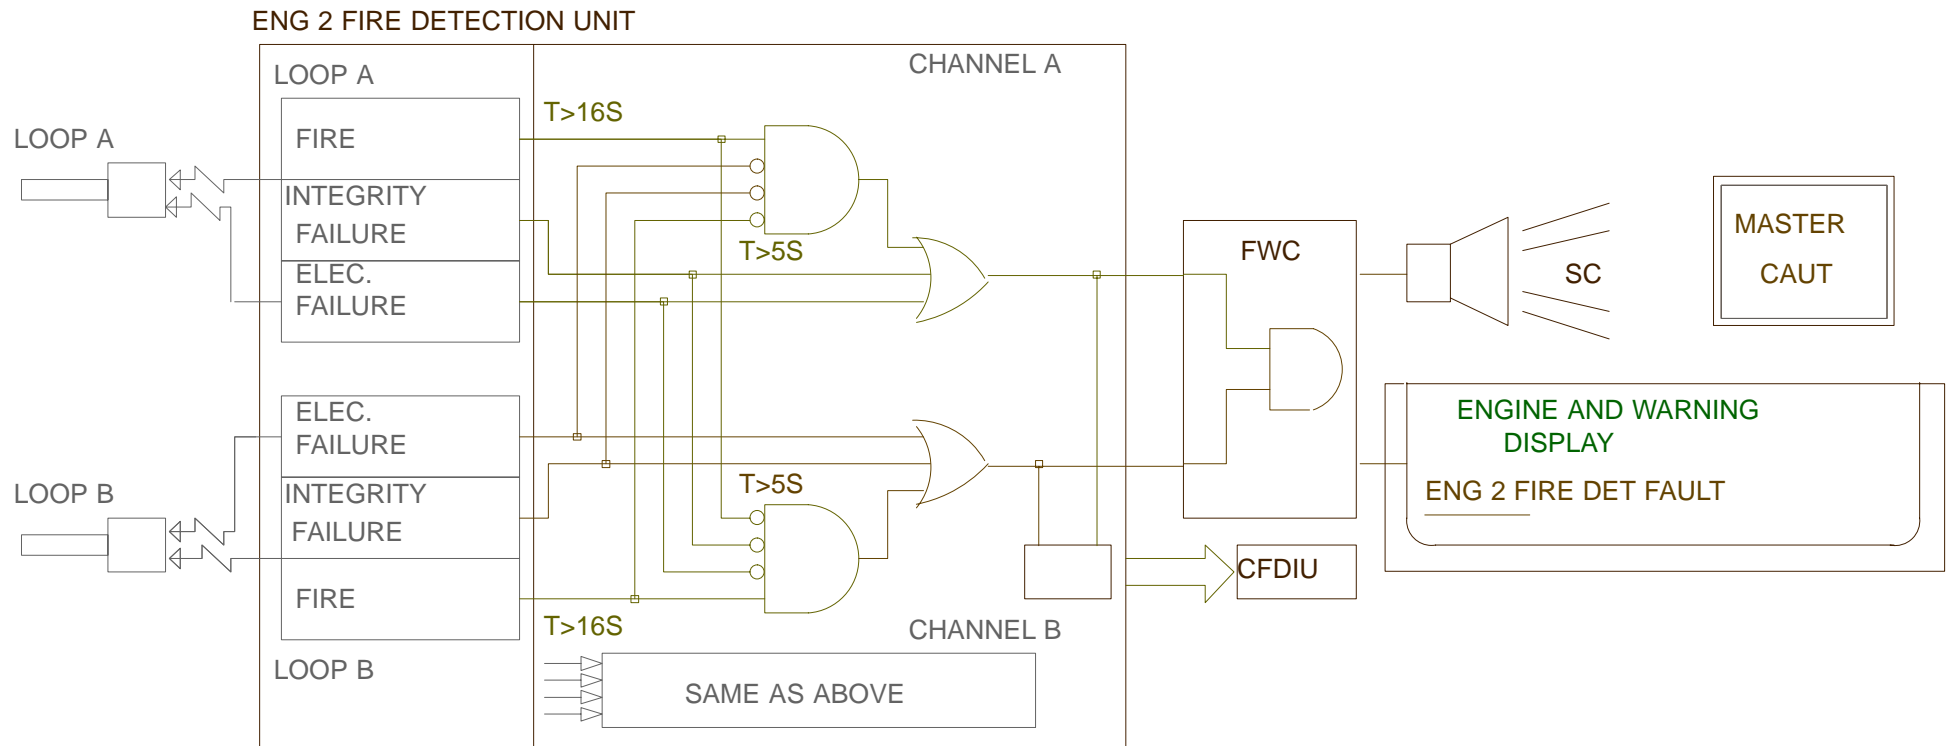 ENG 2 FIRE DETECTION UNIT
LOOP A
CHANNEL A
T>16S
LOOP A
FIRE
INTEGRITY
FAILURE
ELEC.
FAILURE
T>5S
FWC
SC
MASTER
CAUT
ELEC.
FAILURE
ENGINE AND WARNING
DISPLAY
LOOP B
INTEGRITY
FAILURE
T>5S
ENG 2 FIRE DET FAULT
CFDIU
FIRE
T>16S
CHANNEL B
LOOP B
SAME AS ABOVE